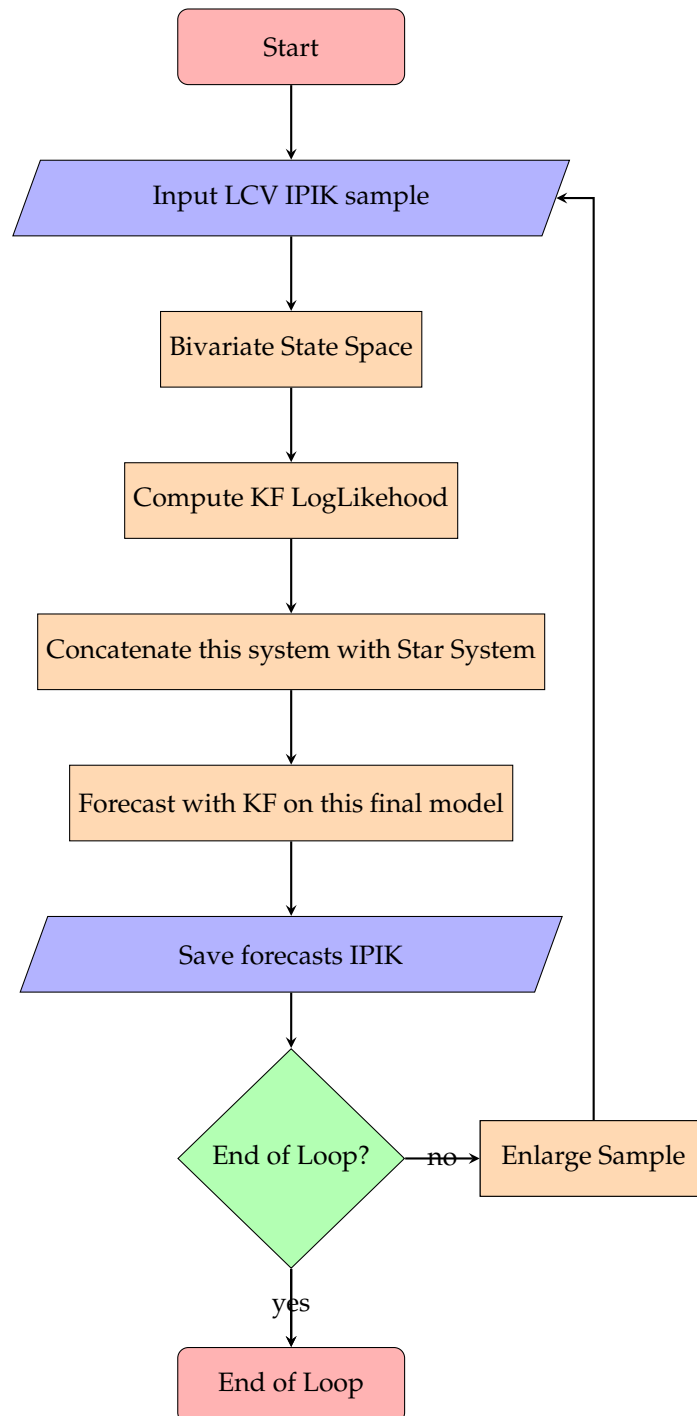 Start
Input LCV IPIK sample
Bivariate State Space
Compute KF LogLikehood
Concatenate this system with Star System
Forecast with KF on this final model
Save forecasts IPIK
End of Loop?
no
Enlarge Sample
yes
End of Loop